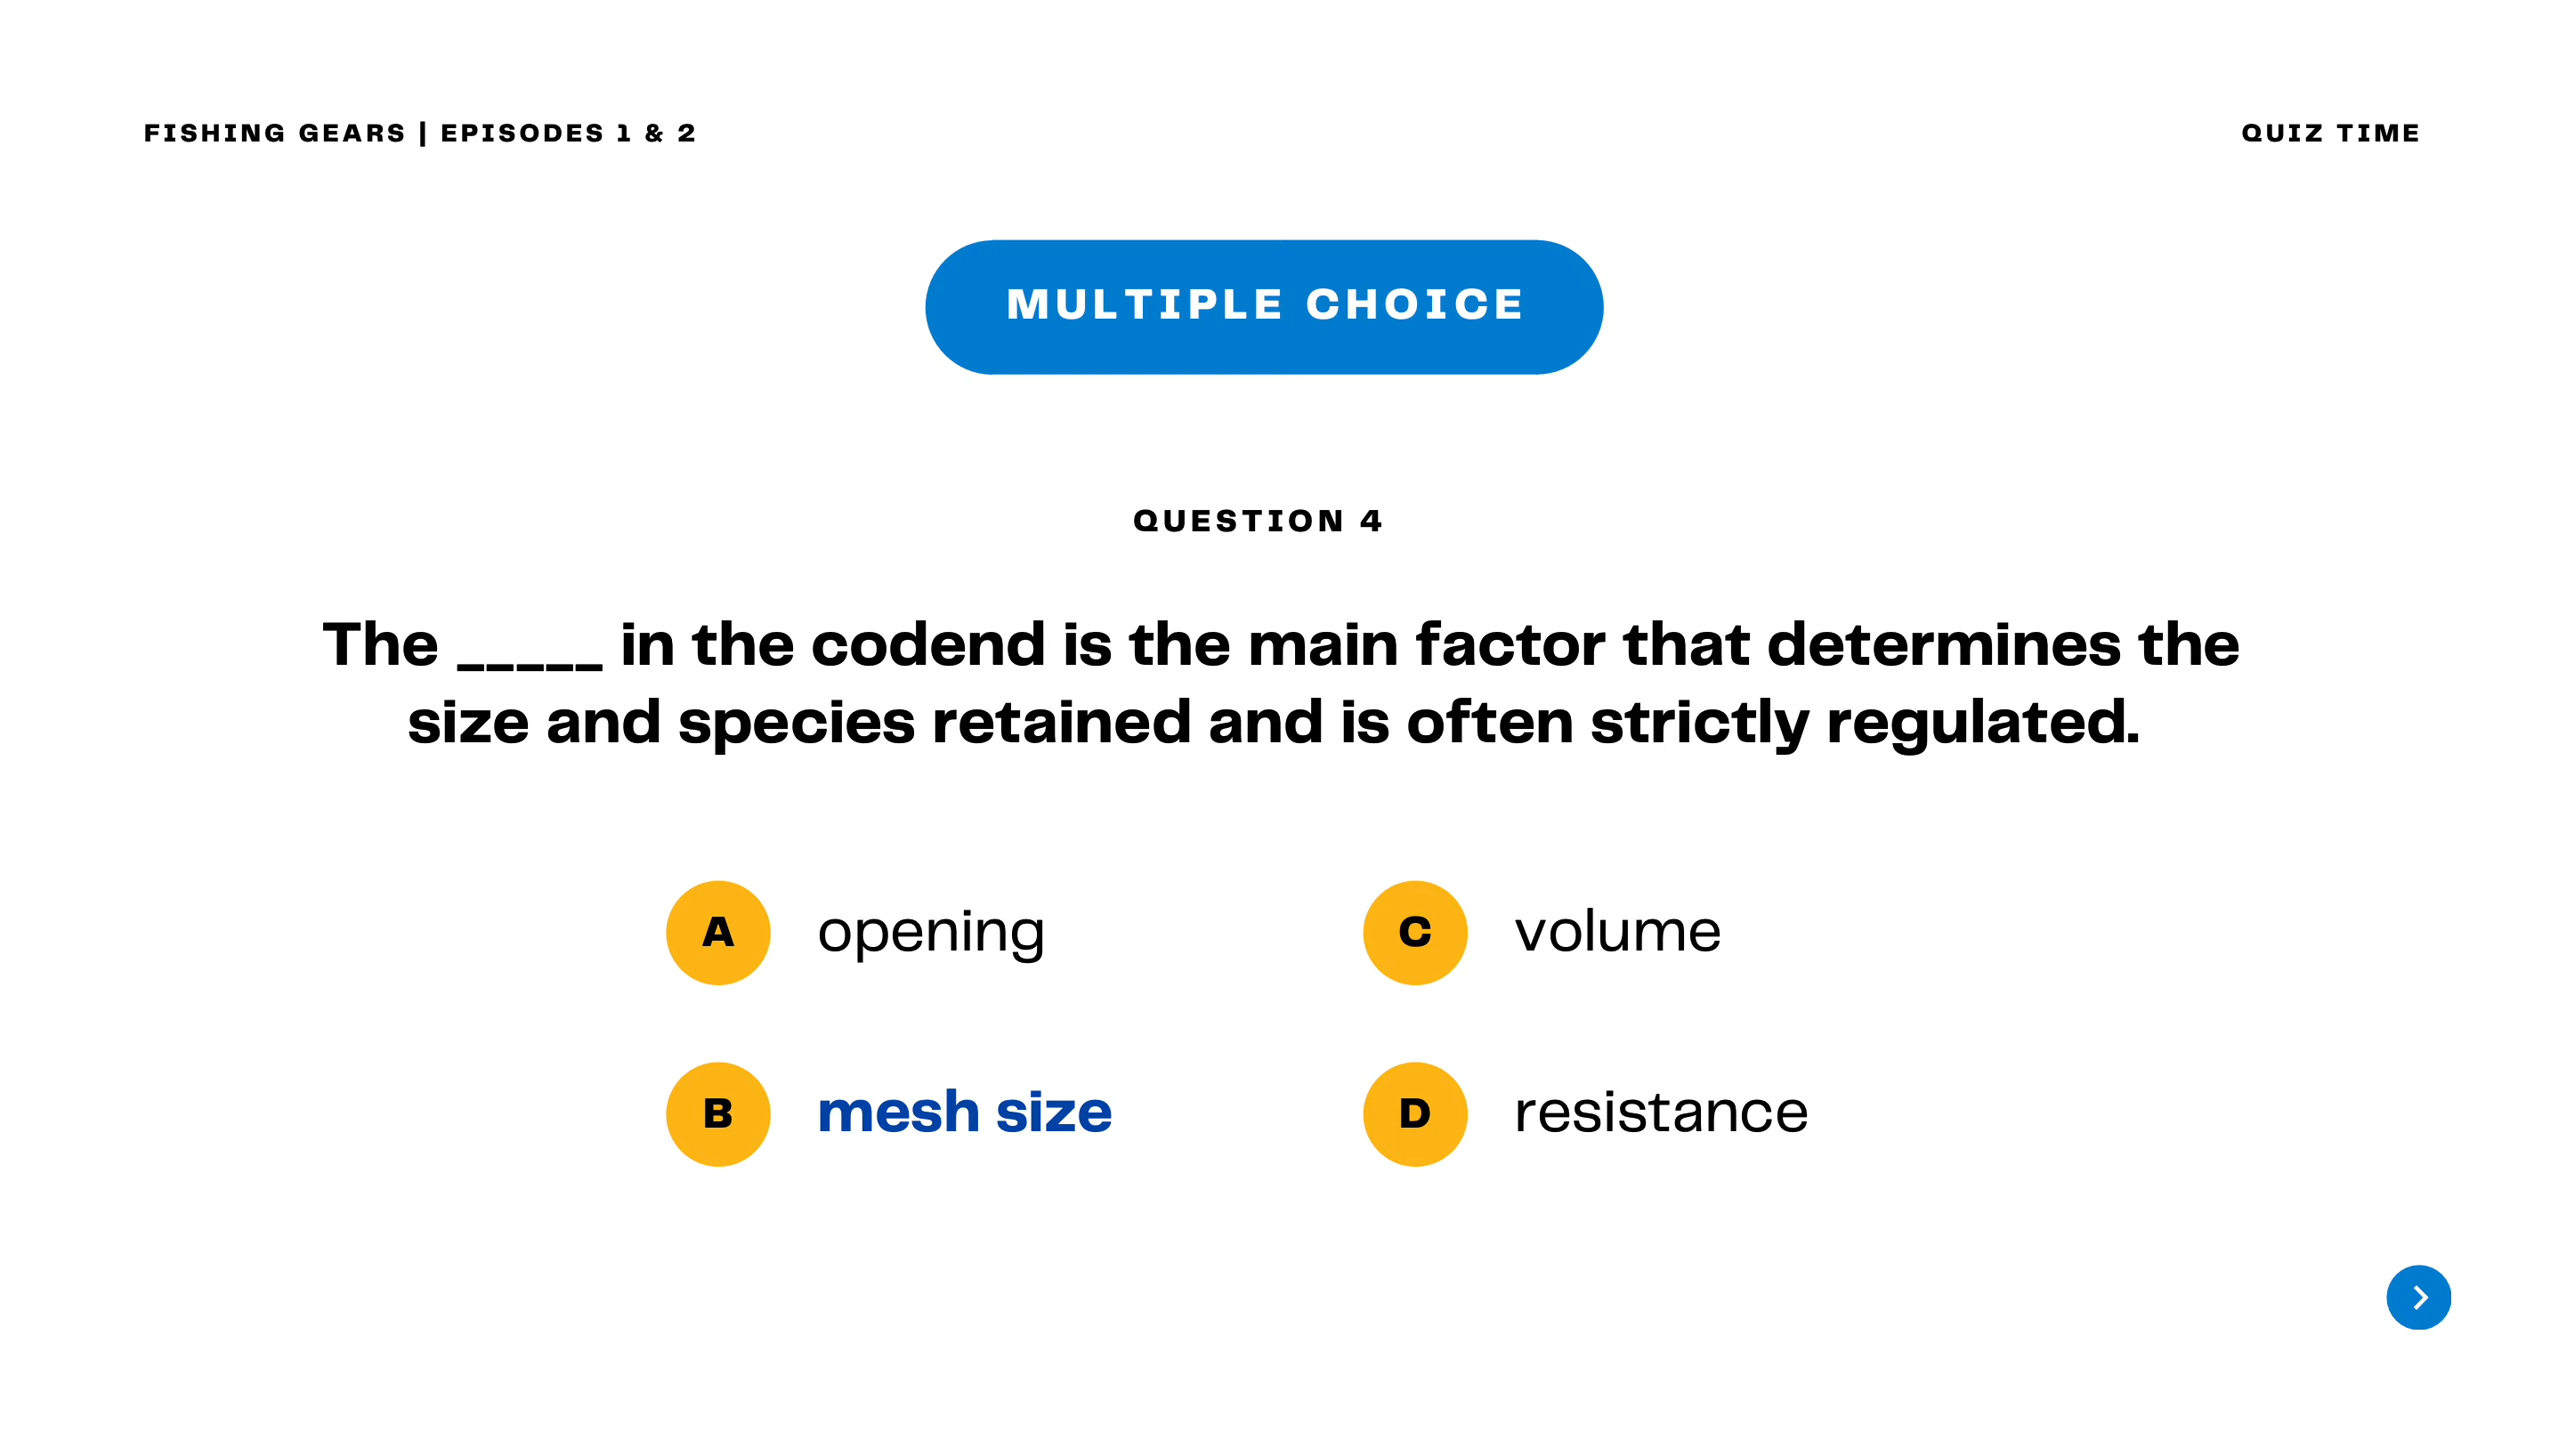 FISHING GEARS | EPISODES 1 & 2
QUIZ TIME
MULTIPLE CHOICE
QUESTION 4
The _____ in the codend is the main factor that determines the
size and species retained and is often strictly regulated.
A opening
B mesh size
C volume
D resistance